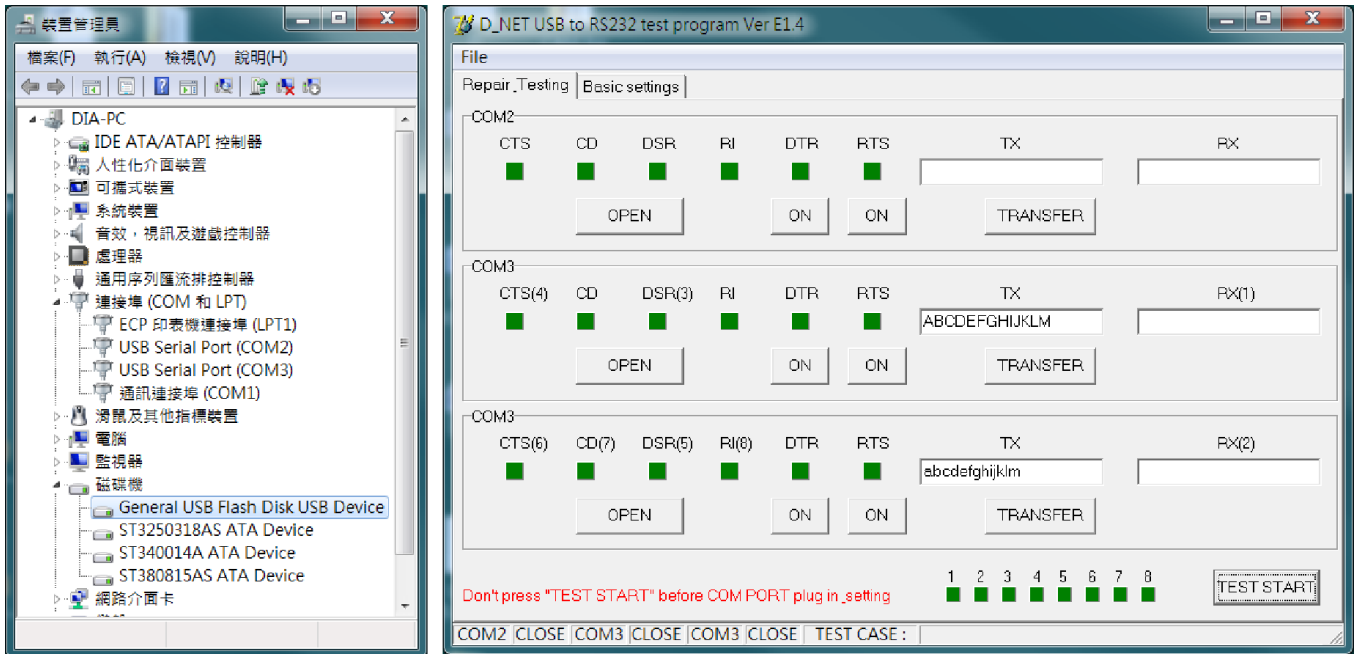 裝置管理員
檔案(F) 執行(A) 檢視(V) 說明(H)
DIA-PC
IDE ATA/ATAPI 控制器
人性化介面裝置
可攜式裝置
系統裝置
音效，視訊及遊戲控制器
處理器
通用序列匯流排控制器
連接埠 (COM 和 LPT)
ECP 印表機連接埠 (LPT1)
USB Serial Port (COM2)
USB Serial Port (COM3)
通訊連接埠 (COM1)
滑鼠及其他指標裝置
電腦
監視器
磁碟機
General USB Flash Disk USB Device
ST3250318AS ATA Device
ST340014A ATA Device
ST380815AS ATA Device
網路介面卡
D_NET USB to RS232 test program Ver E1.4
File
Repair_Testing Basic settings
COM2
CTS CD DSR RI DTR RTS TX RX
OPEN ON ON TRANSFER
COM3
CTS(4) CD DSR(3) RI DTR RTS TX RX(1)
ABCDEFGHIJKLM
OPEN ON ON TRANSFER
COM3
CTS(6) CD(7) DSR(5) RI(8) DTR RTS TX RX(2)
abcdefghijklm
OPEN ON ON TRANSFER
1 2 3 4 5 6 7 8
Don't press "TEST START" before COM PORT plug in_setting TEST START
COM2 CLOSE COM3 CLOSE COM3 CLOSE TEST CASE :